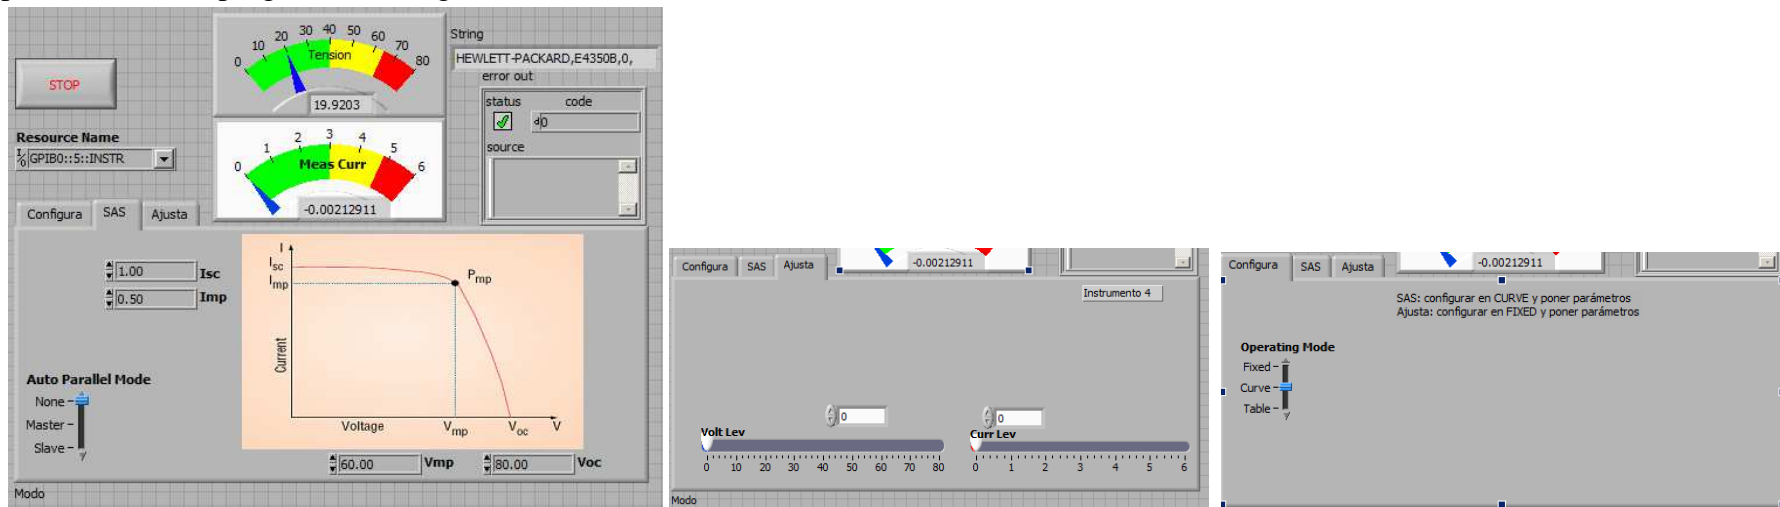 0 10 20 30 40 50 60 70 80
Tension
19.9203
String
HEWLETT-PACKARD,E4350B,0,
error out
status code
d 0
source
STOP
Resource Name
GPIB0::5::INSTR
0 1 2 3 4 5 6
Meas Curr
-0.00212911
Configura SAS Ajusta
1.00 Isc
0.50 Imp
Auto Parallel Mode
None
Master
Slave
I
Isc
Imp
Pmp
Current
Voltage Vmp Voc V
60.00 Vmp 80.00 Voc
Modo
-0.00212911
Configura SAS Ajusta
Instrumento 4
0
0
Volt Lev
Curr Lev
0 10 20 30 40 50 60 70 80
0 1 2 3 4 5 6
Modo
-0.00212911
Configura SAS Ajusta
SAS: configurar en CURVE y poner parámetros
Ajusta: configurar en FIXED y poner parámetros
Operating Mode
Fixed
Curve
Table